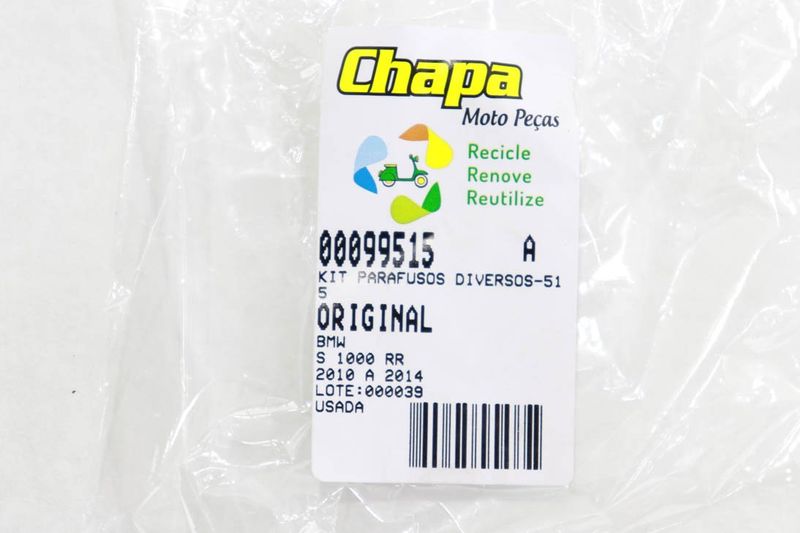 Chapa
Moto Peças
Recicle
Renove
Reutilize
00099515 A
KIT PARAFUSOS DIVERSOS-51
5
ORIGINAL
BMW
S 1000 RR
2010 A 2014
LOTE:000039
USADA